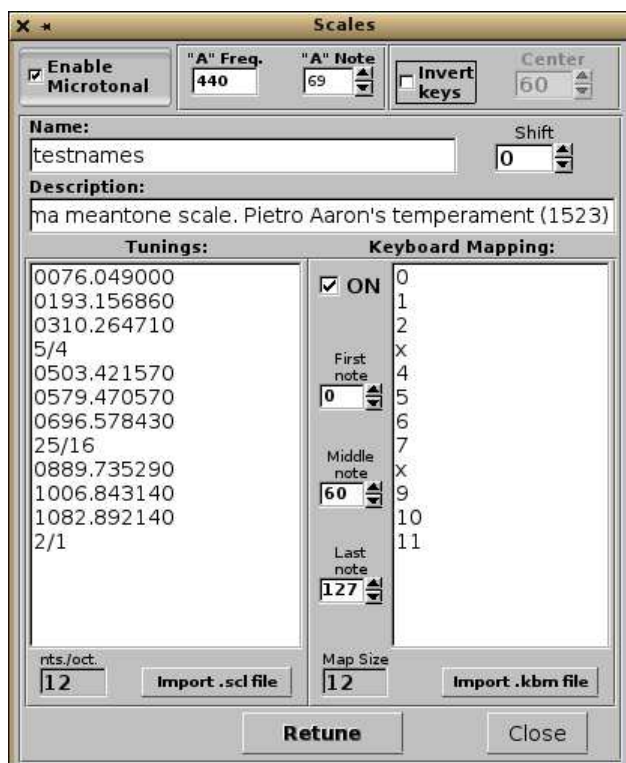 Scales
Enable Microtonal
"A" Freq.
440
"A" Note
69
Invert keys
Center
60
Name:
testnames
Shift
0
Description:
ma meantone scale. Pietro Aaron's temperament (1523)
Tunings:
0076.049000
0193.156860
0310.264710
5/4
0503.421570
0579.470570
0696.578430
25/16
0889.735290
1006.843140
1082.892140
2/1
nts./oct.
12
Import .scl file
Keyboard Mapping:
ON
First
note
0
Middle
note
60
Last
note
127
0
1
2
x
4
5
6
7
x
9
10
11
Map Size
12
Import .kbm file
Retune
Close